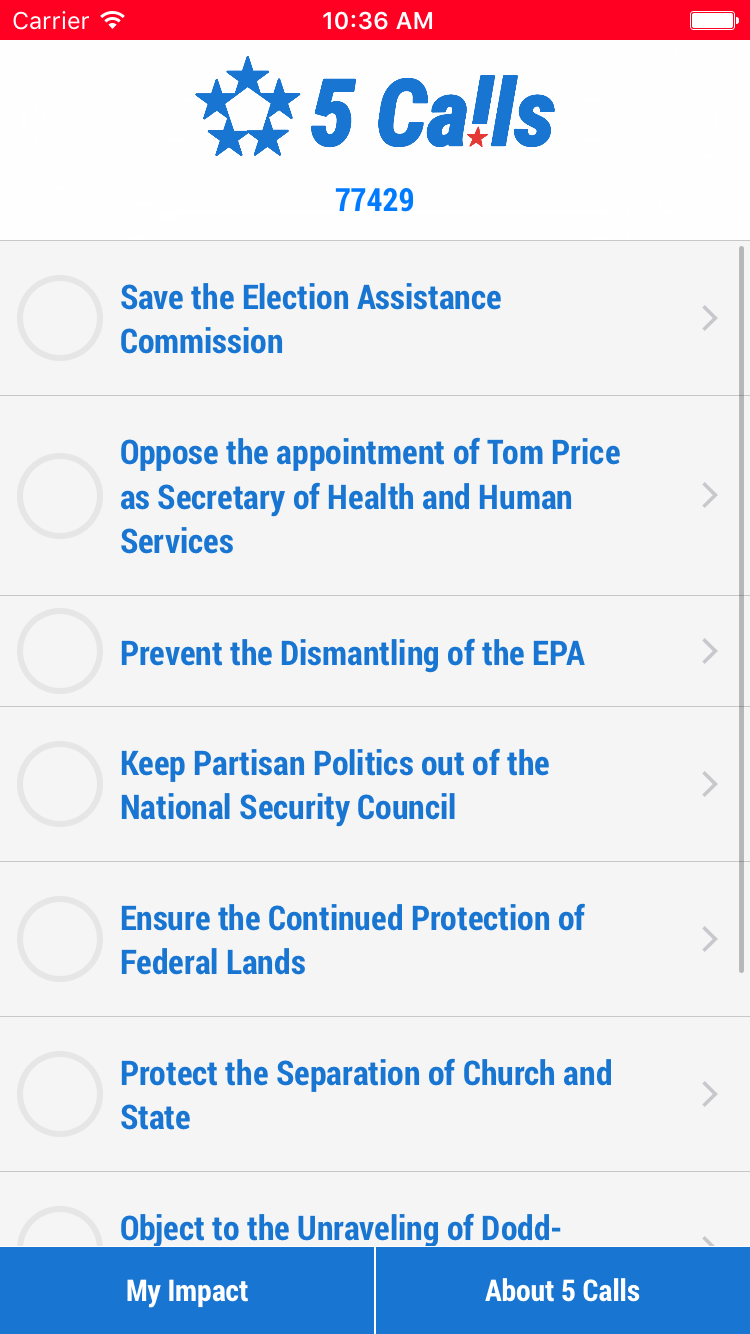 Carrier 10:36 AM
5 Calls
77429
Save the Election Assistance
Commission
Oppose the appointment of Tom Price
as Secretary of Health and Human
Services
Prevent the Dismantling of the EPA
Keep Partisan Politics out of the
National Security Council
Ensure the Continued Protection of
Federal Lands
Protect the Separation of Church and
State
Object to the Unraveling of Dodd-
My Impact About 5 Calls